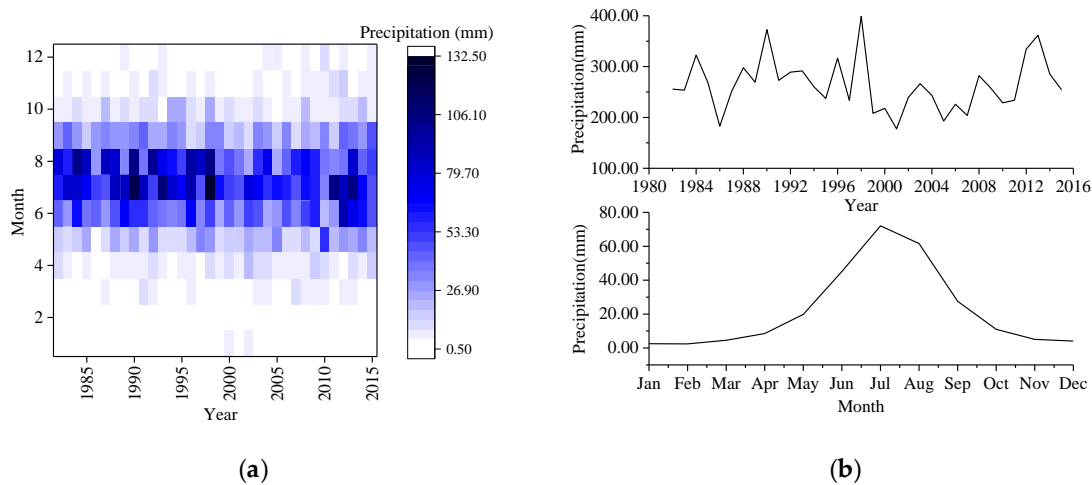 Precipitation (mm)
12
10
8
6
4
2
Month
1985
1990
1995
2000
2005
2010
2015
Year
132.50
106.10
79.70
53.30
26.90
0.50
(a)
400.00
300.00
200.00
100.00
Precipitation(mm)
1980 1984 1988 1992 1996 2000 2004 2008 2012 2016
Year
80.00
60.00
40.00
20.00
0.00
Precipitation(mm)
Jan Feb Mar Apr May Jun Jul Aug Sep Oct Nov Dec
Month
(b)